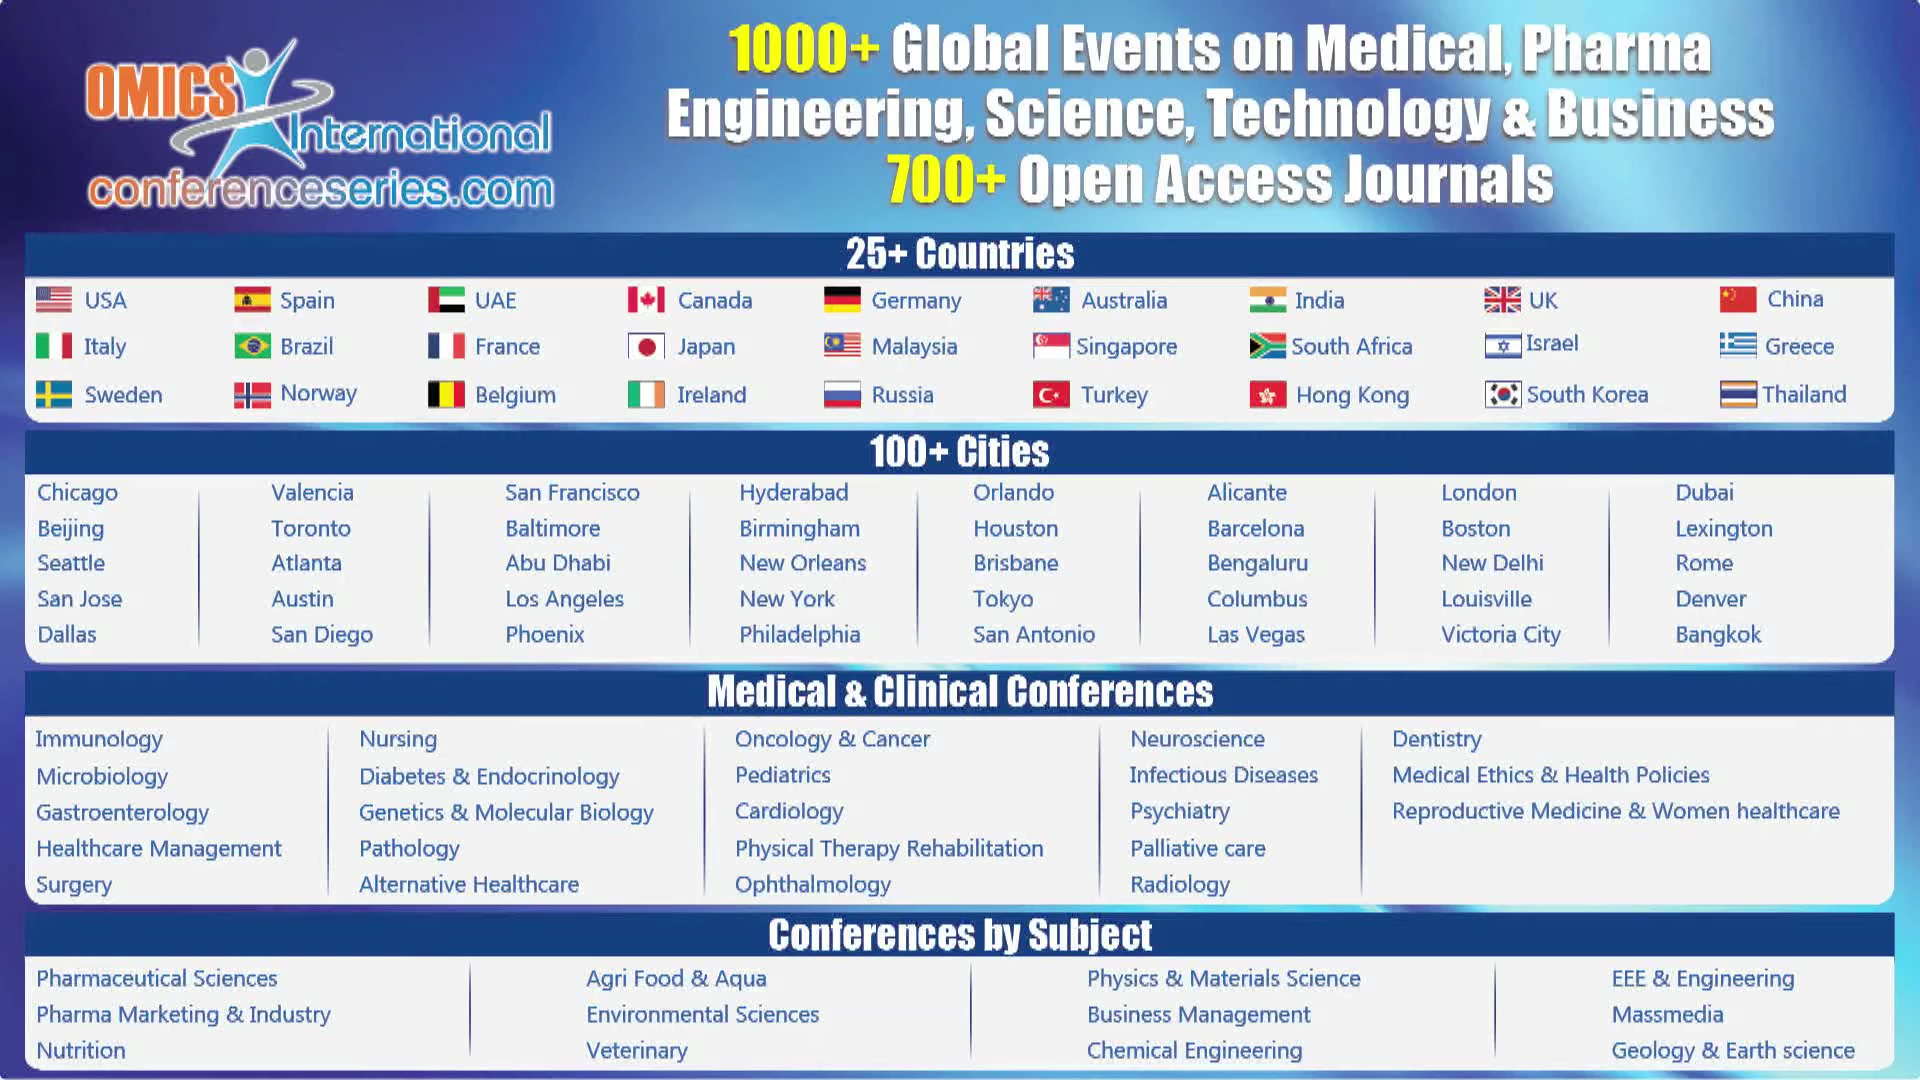 OMICS
International
conferenceseries.com
1000+ Global Events on Medical, Pharma
Engineering, Science, Technology & Business
700+ Open Access Journals
25+ Countries
USA Spain UAE Canada Germany Australia India UK China
Italy Brazil France Japan Malaysia Singapore South Africa Israel Greece
Sweden Norway Belgium Ireland Russia Turkey Hong Kong South Korea Thailand
100+ Cities
Chicago Valencia San Francisco Hyderabad Orlando Alicante London Dubai
Beijing Toronto Baltimore Birmingham Houston Barcelona Boston Lexington
Seattle Atlanta Abu Dhabi New Orleans Brisbane Bengaluru New Delhi Rome
San Jose Austin Los Angeles New York Tokyo Columbus Louisville Denver
Dallas San Diego Phoenix Philadelphia San Antonio Las Vegas Victoria City Bangkok
Medical & Clinical Conferences
Immunology Nursing Oncology & Cancer Neuroscience Dentistry
Microbiology Diabetes & Endocrinology Pediatrics Infectious Diseases Medical Ethics & Health Policies
Gastroenterology Genetics & Molecular Biology Cardiology Psychiatry Reproductive Medicine & Women healthcare
Healthcare Management Pathology Physical Therapy Rehabilitation Palliative care
Surgery Alternative Healthcare Ophthalmology Radiology
Conferences by Subject
Pharmaceutical Sciences Agri Food & Aqua Physics & Materials Science EEE & Engineering
Pharma Marketing & Industry Environmental Sciences Business Management Massmedia
Nutrition Veterinary Chemical Engineering Geology & Earth science